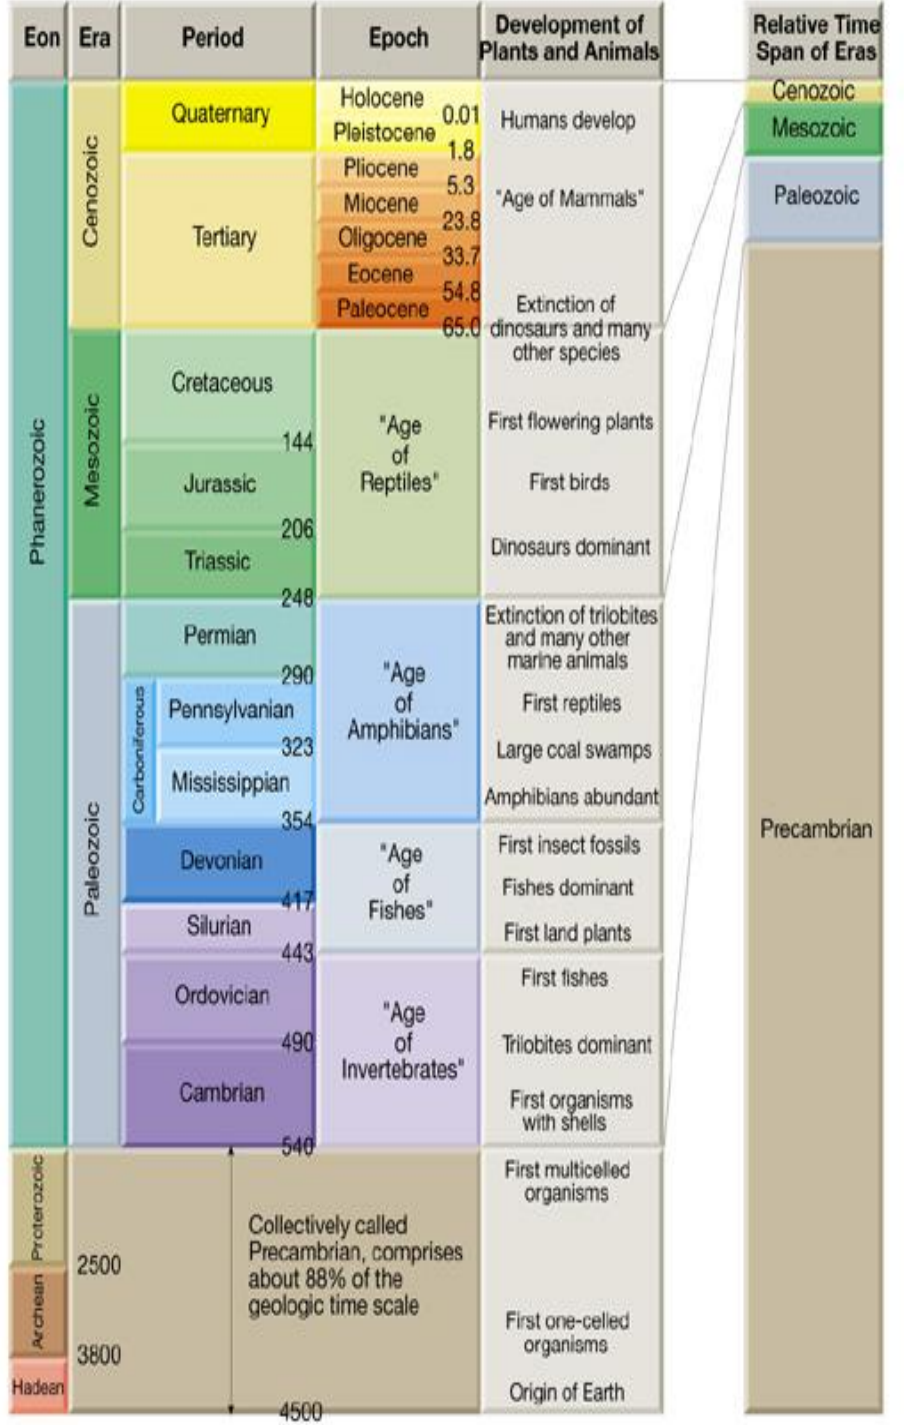 Eon
Era
Period
Epoch
Development of
Plants and Animals
Relative Time
Span of Eras
Phanerozoic
Cenozoic
Quaternary
Holocene
0.01
Pleistocene
1.8
Tertiary
Pliocene
5.3
Miocene
23.8
Oligocene
33.7
Eocene
54.8
Paleocene
65.0
Humans develop
"Age of Mammals"
Extinction of
dinosaurs and many
other species
Mesozoic
Cretaceous
144
Jurassic
206
Triassic
248
"Age
of
Reptiles"
First flowering plants
First birds
Dinosaurs dominant
Paleozoic
Permian
290
Carboniferous
Pennsylvanian
323
Mississippian
354
"Age
of
Amphibians"
Extinction of trilobites
and many other
marine animals
First reptiles
Large coal swamps
Amphibians abundant
Devonian
417
Silurian
443
"Age
of
Fishes"
First insect fossils
Fishes dominant
First land plants
Ordovician
490
Cambrian
540
"Age
of
Invertebrates"
First fishes
Trilobites dominant
First organisms
with shells
Proterozoic
2500
Archean
3800
Hadean
4500
Collectively called
Precambrian, comprises
about 88% of the
geologic time scale
First multicelled
organisms
First one-celled
organisms
Origin of Earth
Cenozoic
Mesozoic
Paleozoic
Precambrian